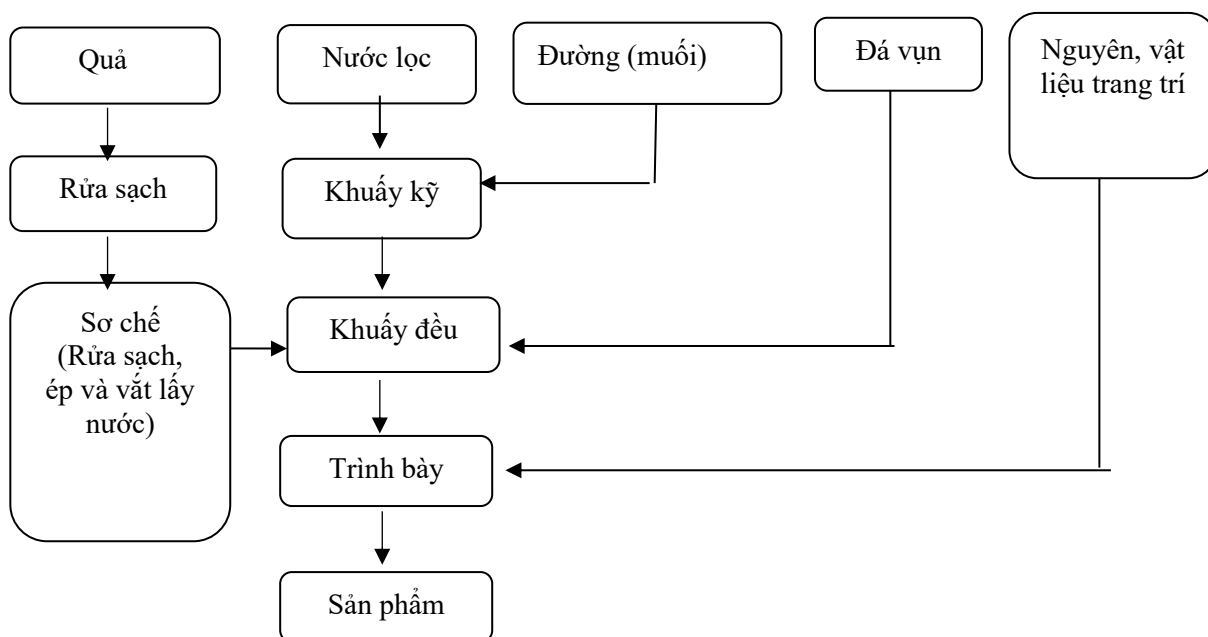 Quả
Nước lọc
Đường (muối)
Đá vụn
Nguyên, vật
liệu trang trí
Rửa sạch
Khuấy kỹ
Sơ chế
(Rửa sạch,
ép và vắt lấy
nước)
Khuấy đều
Trình bày
Sản phẩm